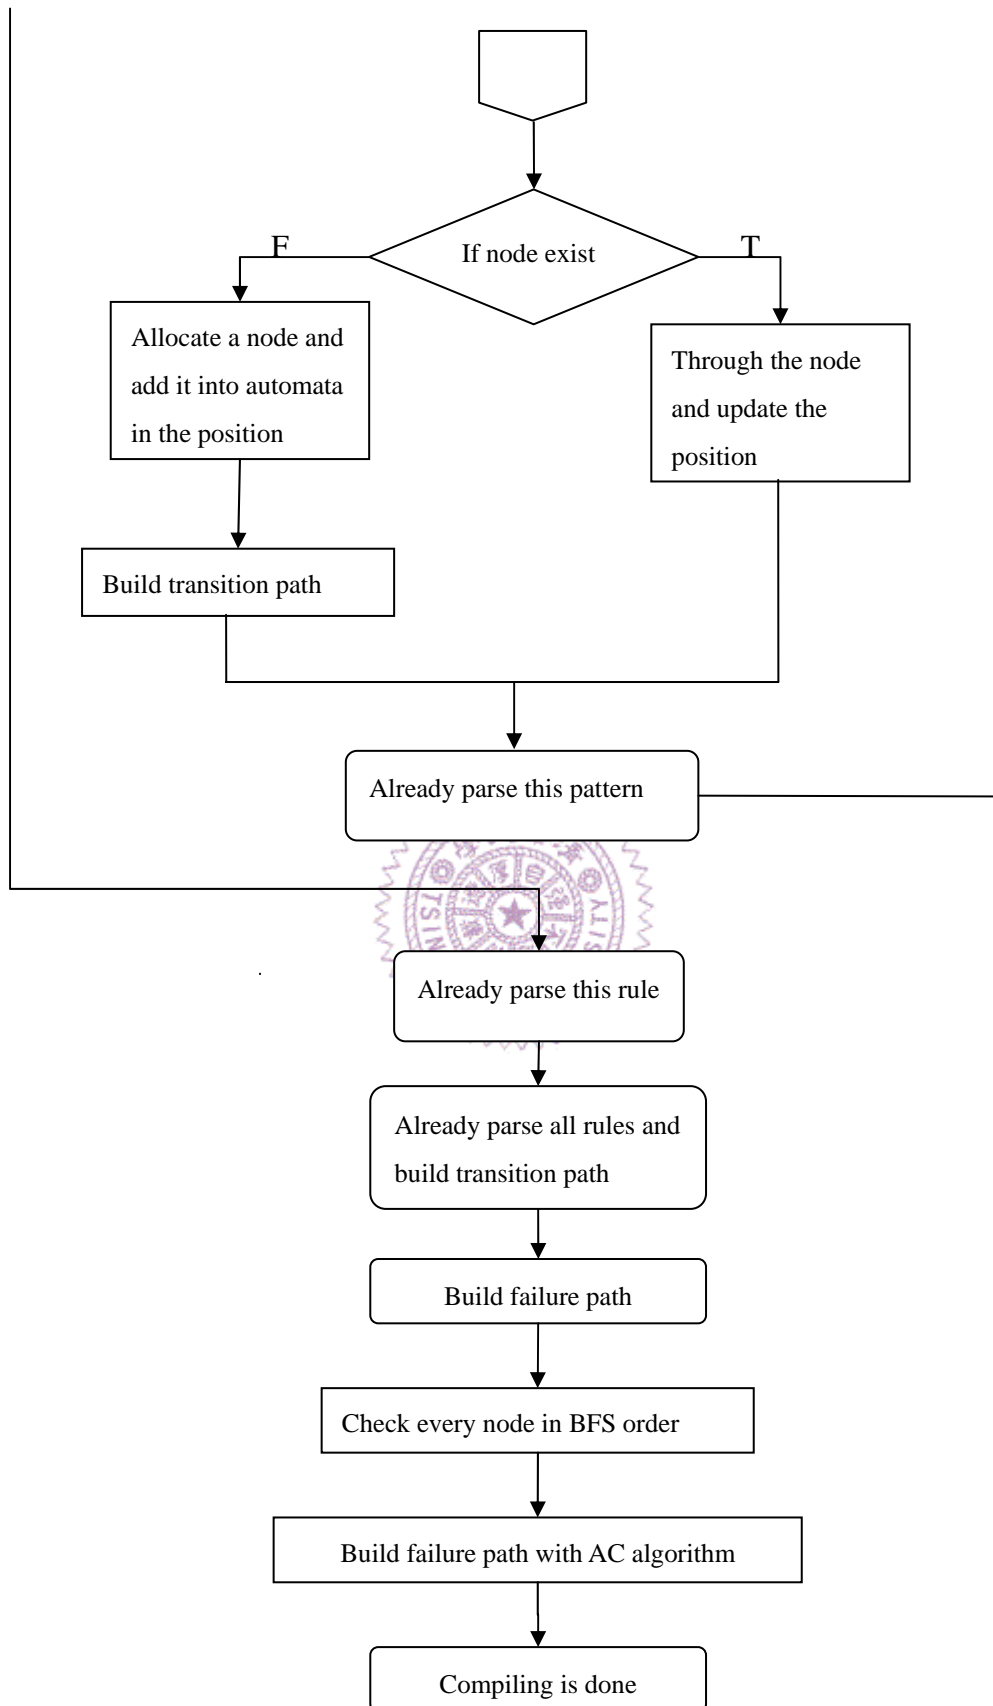 If node exist
F
T
Allocate a node and
add it into automata
in the position
Through the node
and update the
position
Build transition path
Already parse this pattern
Already parse this rule
Already parse all rules and
build transition path
Build failure path
Check every node in BFS order
Build failure path with AC algorithm
Compiling is done